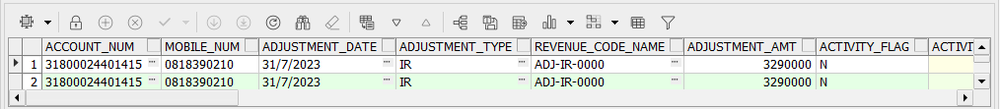 ACCOUNT_NUM MOBILE_NUM ADJUSTMENT_DATE ADJUSTMENT_TYPE REVENUE_CODE_NAME ADJUSTMENT_AMT ACTIVITY_FLAG ACTIVIT
1 31800024401415 ... 0818390210 31/7/2023 ... IR ... ADJ-IR-0000 ... 3290000 N
2 31800024401415 ... 0818390210 31/7/2023 ... IR ... ADJ-IR-0000 ... 3290000 N